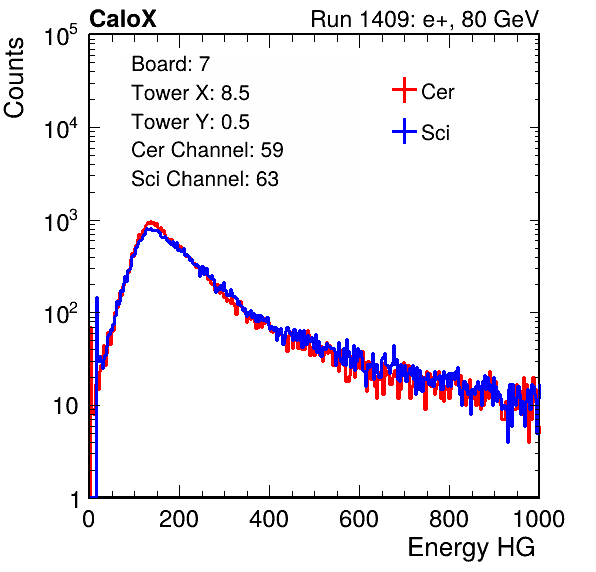 CaloX Run 1409: e+, 80 GeV
Counts
Board: 7
Tower X: 8.5
Tower Y: 0.5
Cer Channel: 59
Sci Channel: 63
Cer
Sci
10^5
10^4
10^3
10^2
10
1
0 200 400 600 800 1000
Energy HG